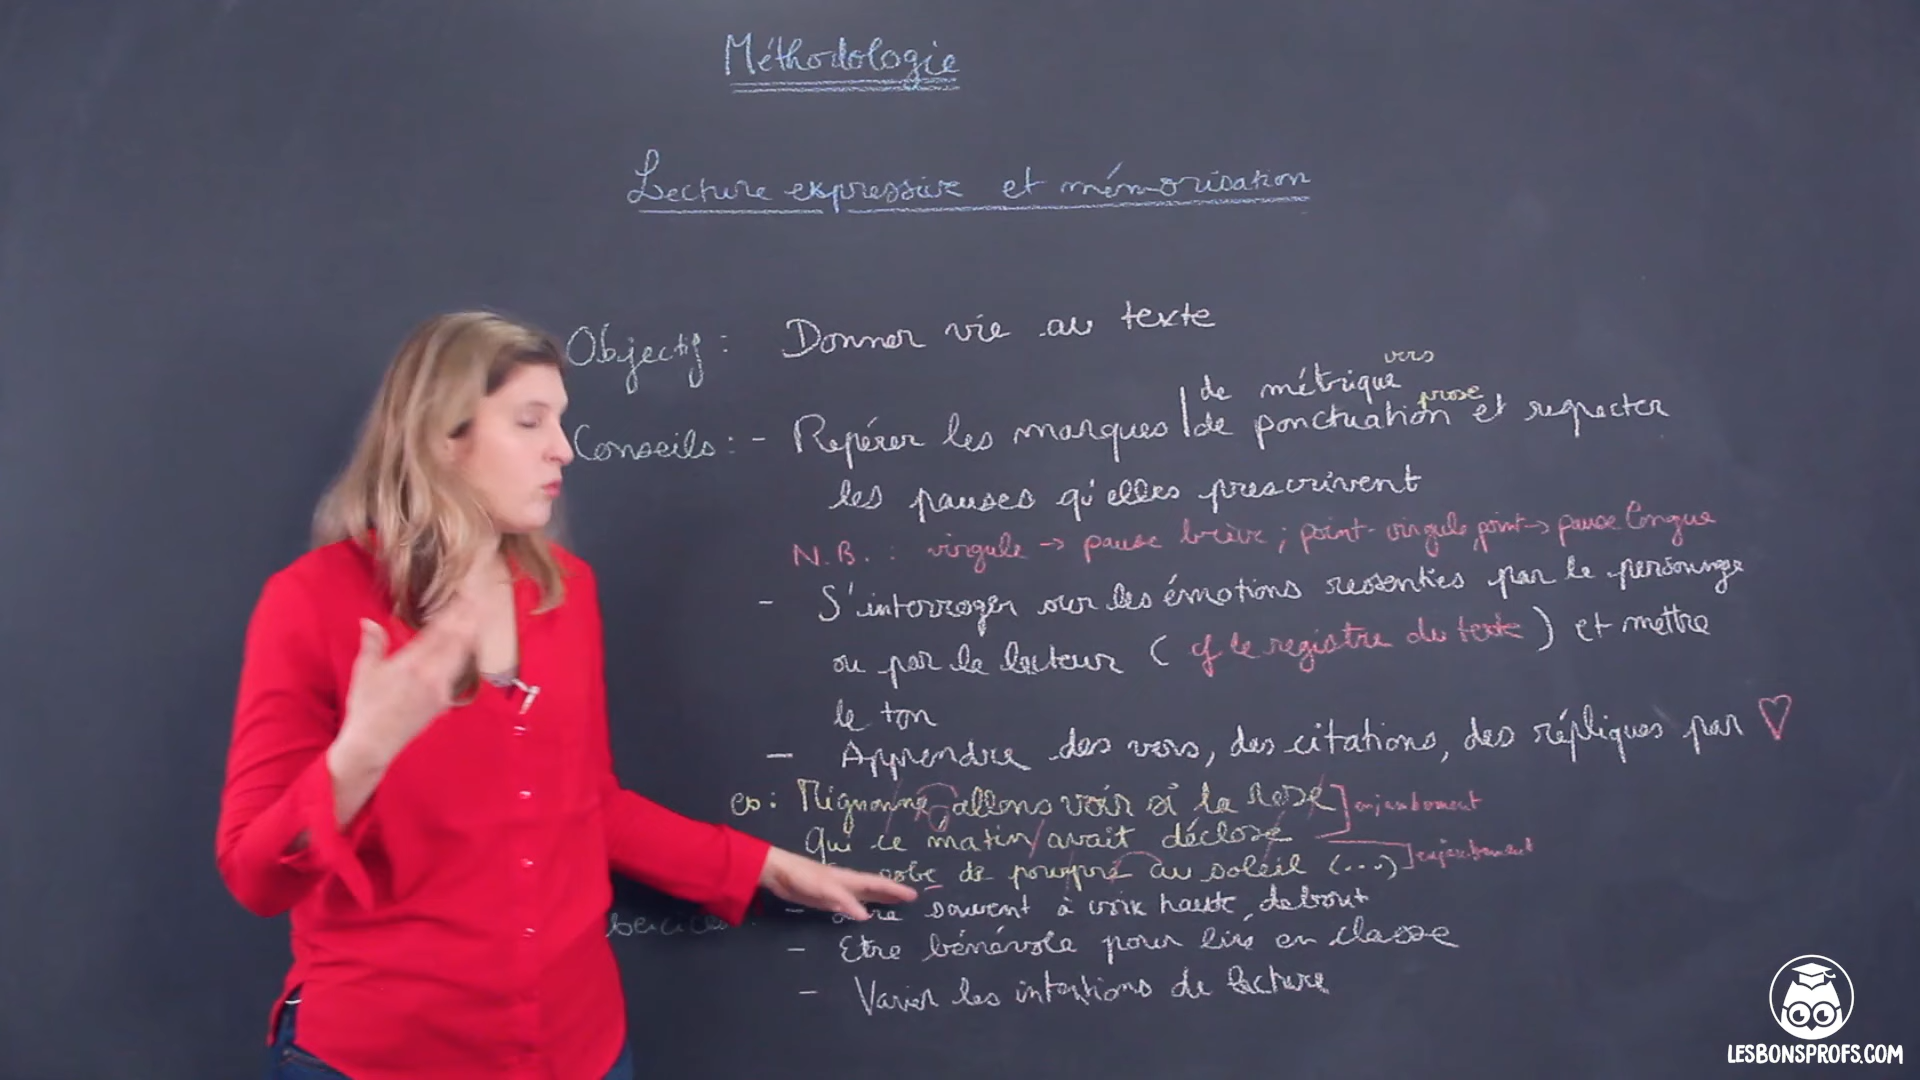 Méthodologie
Lecture expressive et mémorisation
Objectif : Donner vie au texte
vers
de métrique
prose
Conseils : - Repérer les marques de ponctuation et respecter
les pauses qu'elles prescrivent
N.B. : virgule → pause brève ; point-virgule, point → pause longue
- S'interroger sur les émotions ressenties par le personnage
ou par le lecteur ( cf le registre du texte ) et mettre
le ton
- Apprendre des vers, des citations, des répliques par ♡
ex : Mignonne allons voir si la rose ] enjambement
Qui ce matin avait déclose
robe de pourpre au soleil (...) ] enjambement
- souvent à voix haute, debout
- Etre bénévole pour lire en classe
- Varier les intentions de lecture
LESBONSPROFS.COM